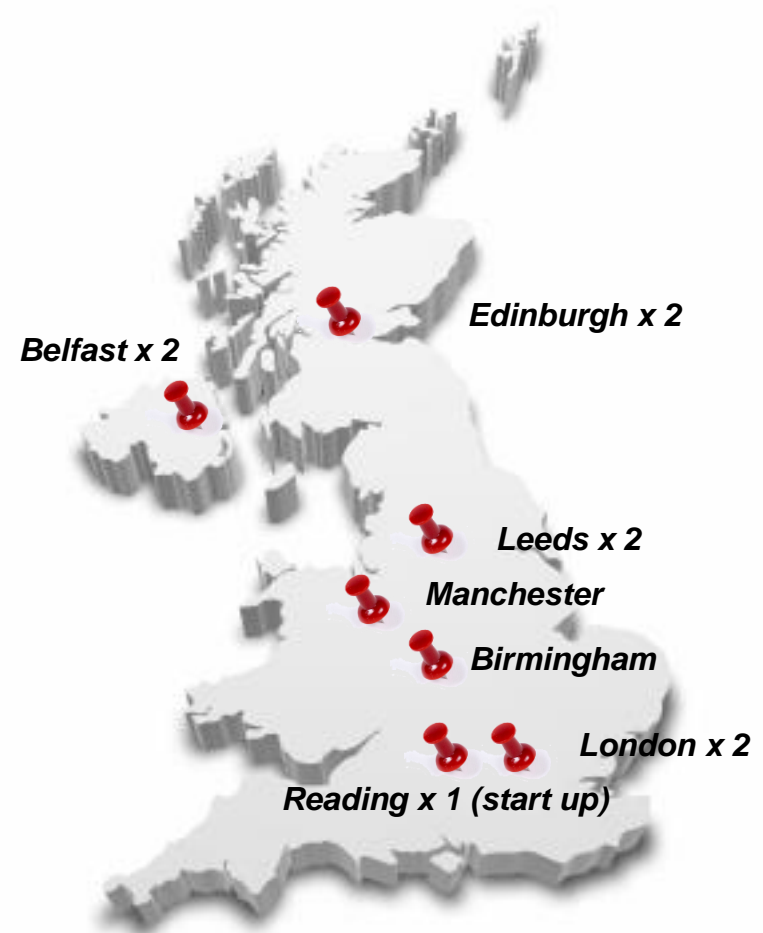 Edinburgh x 2
Belfast x 2
Leeds x 2
Manchester
Birmingham
London x 2
Reading x 1 (start up)